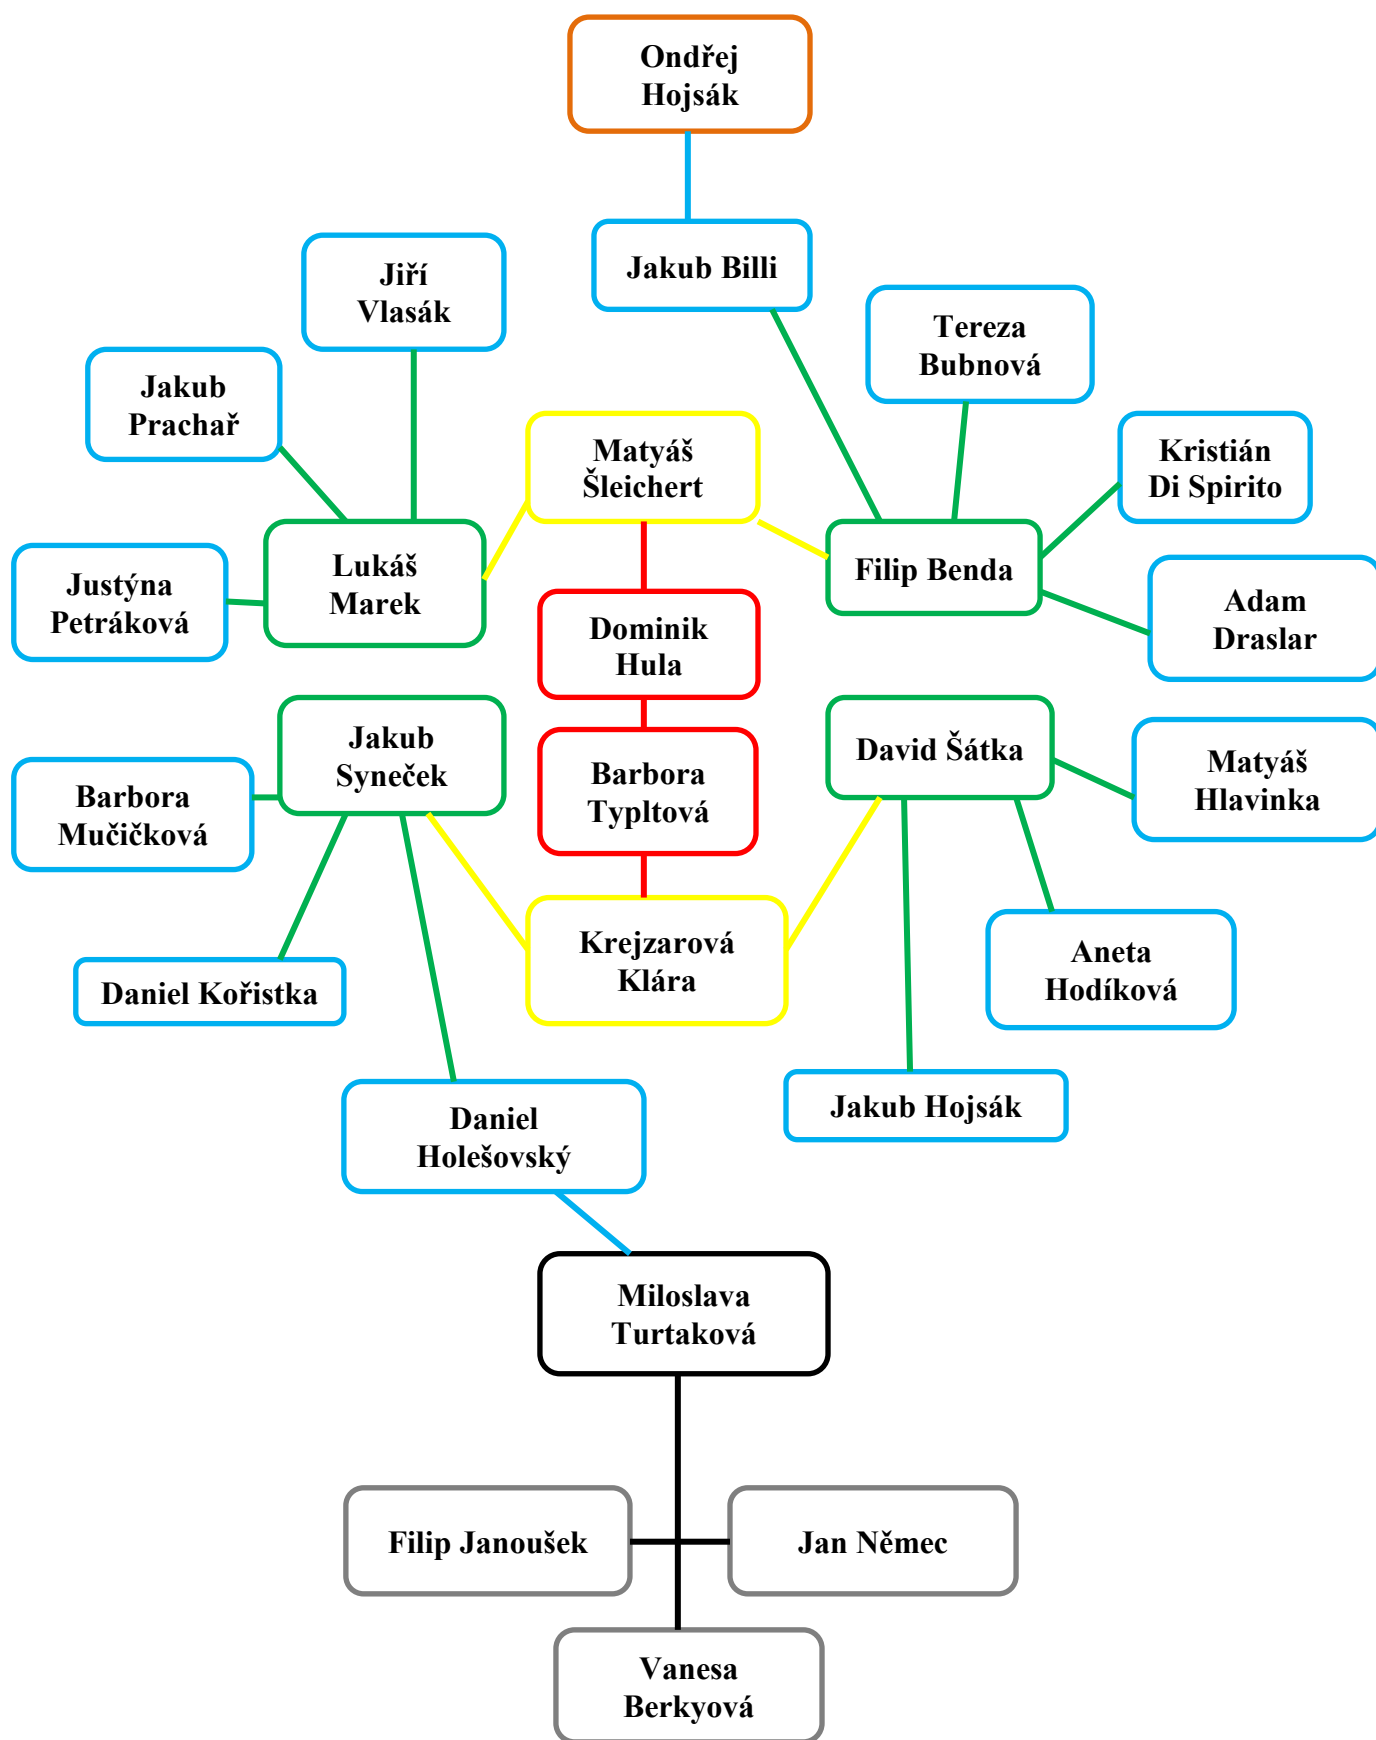 Ondřej
Hojsák
Jakub Billi
Jiří
Vlasák
Tereza
Bubnová
Jakub
Prachař
Matyáš
Šleichert
Kristián
Di Spirito
Lukáš
Marek
Filip Benda
Justýna
Petráková
Adam
Draslar
Dominik
Hula
Jakub
Syneček
David Šátka
Barbora
Mučičková
Barbora
Typltová
Matyáš
Hlavinka
Krejzarová
Klára
Aneta
Hodíková
Daniel Kořistka
Jakub Hojsák
Daniel
Holešovský
Miloslava
Turtaková
Filip Janoušek
Jan Němec
Vanesa
Berkyová